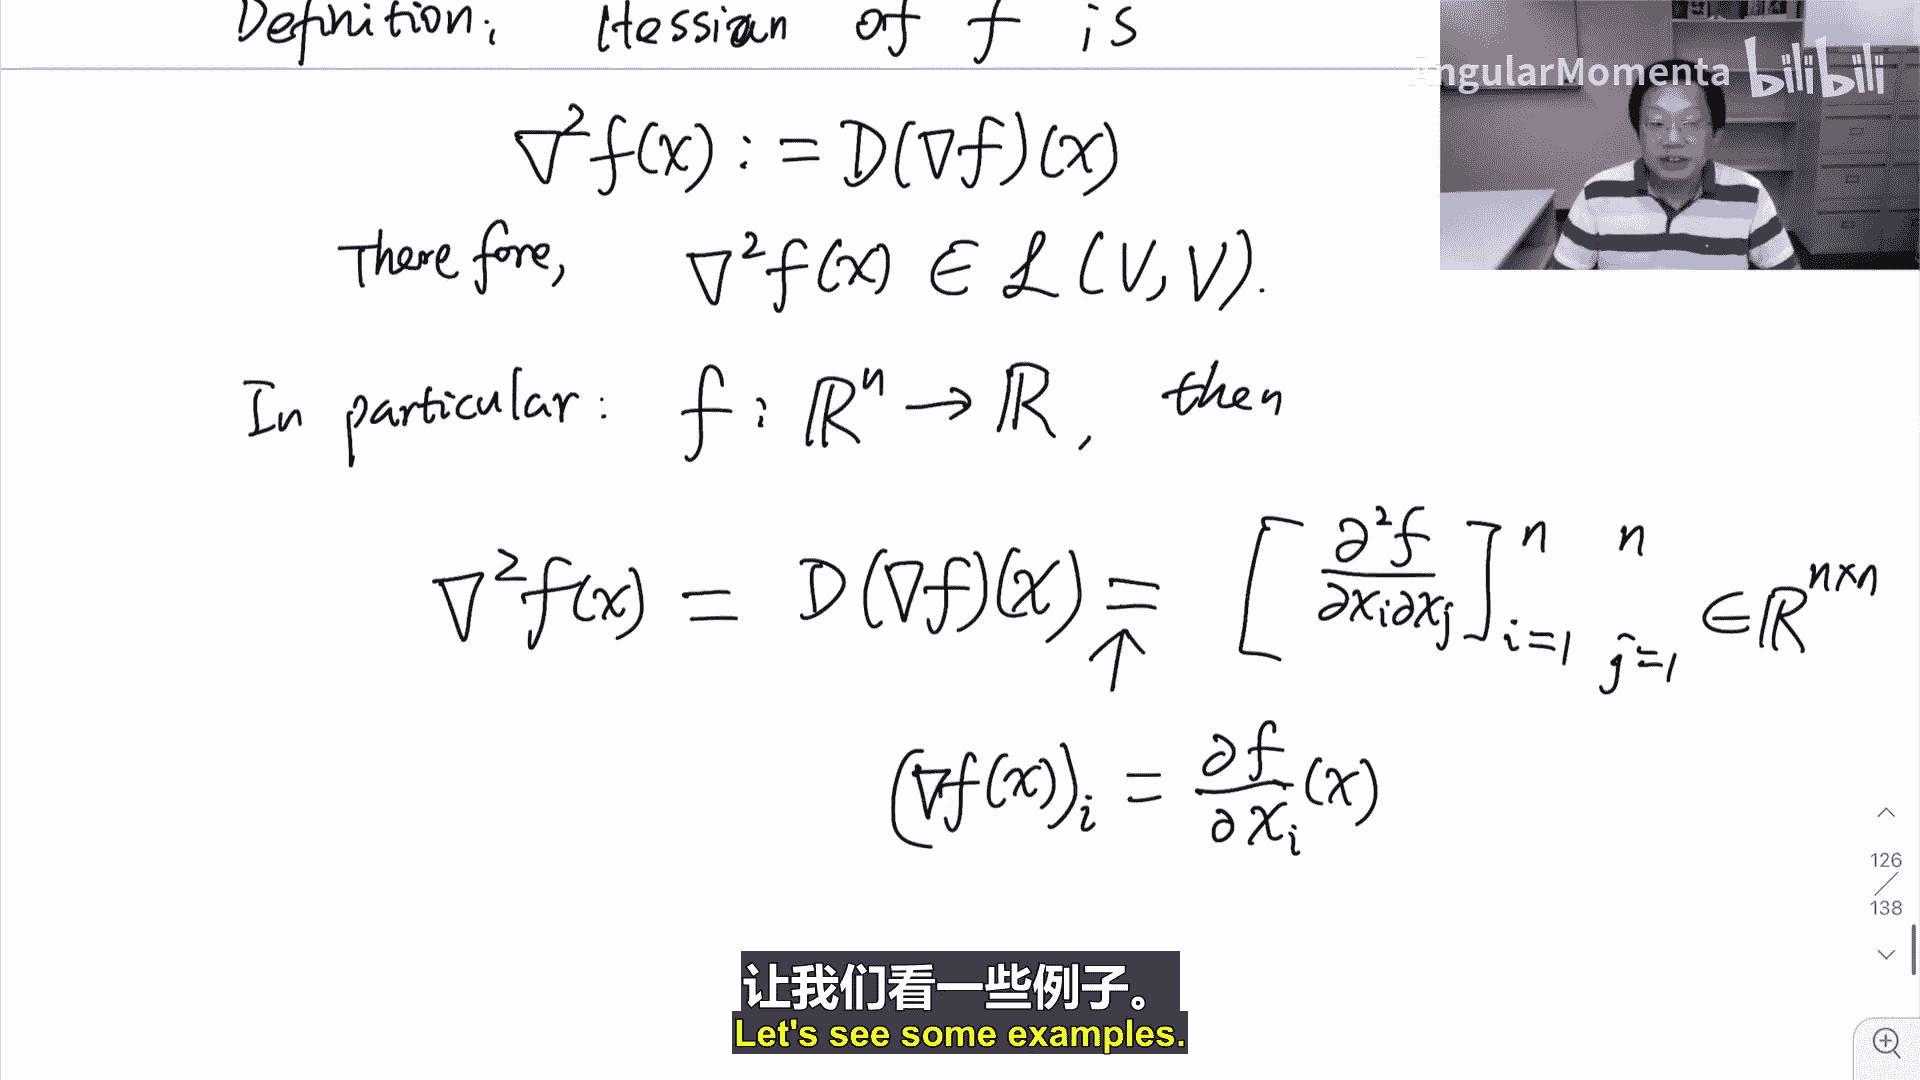 Definition: Hessian of f is
AngularMomenta bilibili
∇²f(x) := D(∇f)(x)
Therefore, ∇²f(x) ∈ ℒ(V, V).
In particular: f: ℝⁿ → ℝ, then
∇²f(x) = D(∇f)(x) = [∂²f/∂xᵢ∂xⱼ]ⁿᵢ₌₁ ⁿⱼ₌₁ ∈ ℝⁿˣⁿ
↑
(∇f(x))ᵢ = ∂f/∂xᵢ (x)
126
/
138
让我们看一些例子。
Let's see some examples.